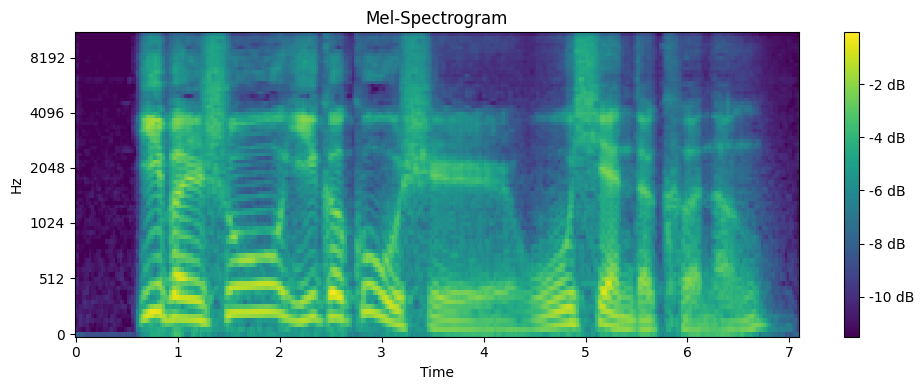 Mel-Spectrogram
8192
4096
2048
1024
512
0
Hz
0 1 2 3 4 5 6 7
Time
-2 dB
-4 dB
-6 dB
-8 dB
-10 dB